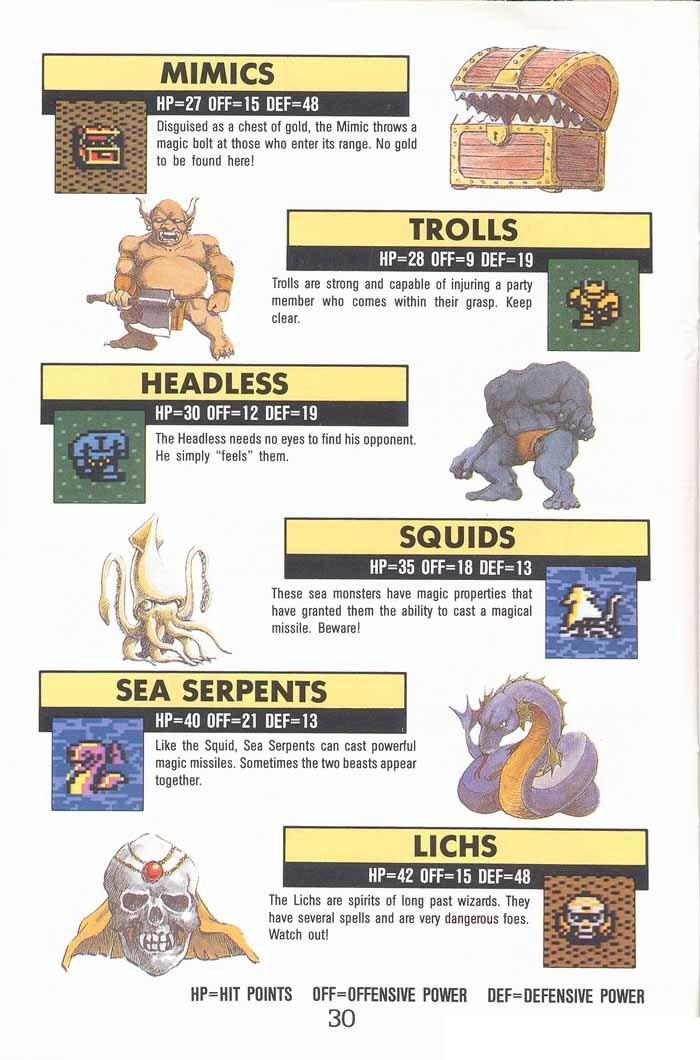 MIMICS
HP=27 OFF=15 DEF=48
Disguised as a chest of gold, the Mimic throws a
magic bolt at those who enter its range. No gold
to be found here!
TROLLS
HP=28 OFF=9 DEF=19
Trolls are strong and capable of injuring a party
member who comes within their grasp. Keep
clear.
HEADLESS
HP=30 OFF=12 DEF=19
The Headless needs no eyes to find his opponent.
He simply “feels” them.
SQUIDS
HP=35 OFF=18 DEF=13
These sea monsters have magic properties that
have granted them the ability to cast a magical
missile. Beware!
SEA SERPENTS
HP=40 OFF=21 DEF=13
Like the Squid, Sea Serpents can cast powerful
magic missiles. Sometimes the two beasts appear
together.
LICHS
HP=42 OFF=15 DEF=48
The Lichs are spirits of long past wizards. They
have several spells and are very dangerous foes.
Watch out!
HP=HIT POINTS OFF=OFFENSIVE POWER DEF=DEFENSIVE POWER
30